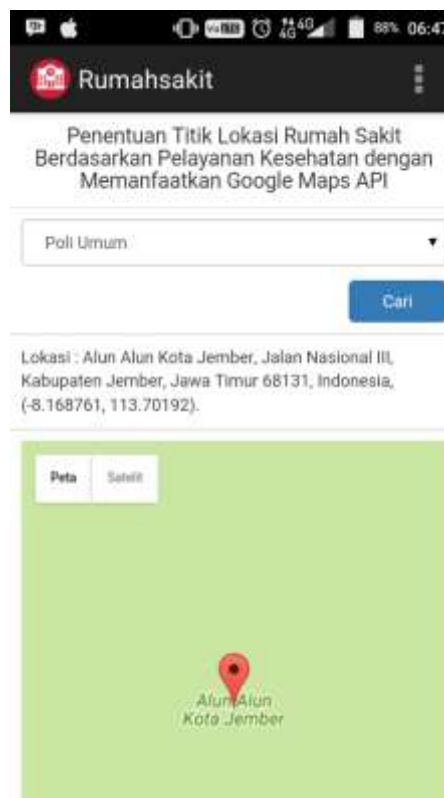 88% 06:47
Rumahsakit
Penentuan Titik Lokasi Rumah Sakit
Berdasarkan Pelayanan Kesehatan dengan
Memanfaatkan Google Maps API
Poli Umum
Cari
Lokasi : Alun Alun Kota Jember, Jalan Nasional III,
Kabupaten Jember, Jawa Timur 68131, Indonesia,
(-8.168761, 113.70192).
Peta Satelit
Alun Alun
Kota Jember